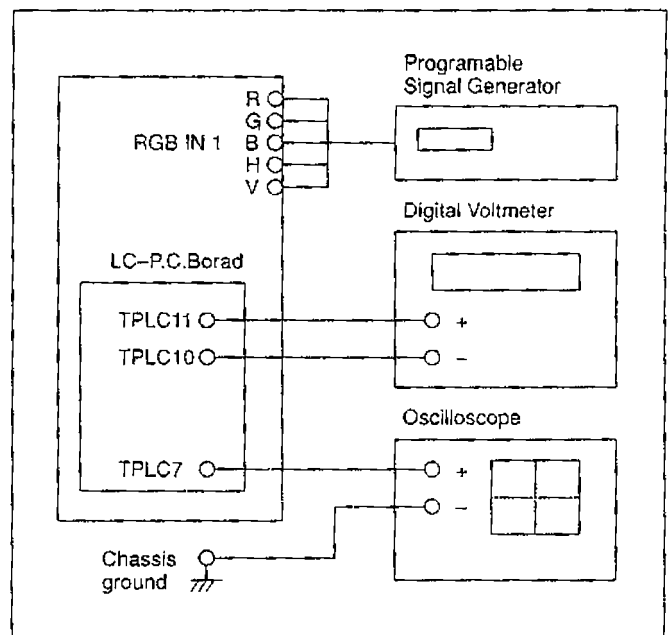 Programable
Signal Generator
R
G
RGB IN 1 B
H
V
Digital Voltmeter
LC-P.C.Borad
TPLC11 +
TPLC10 -
Oscilloscope
TPLC7 +
-
Chassis
ground